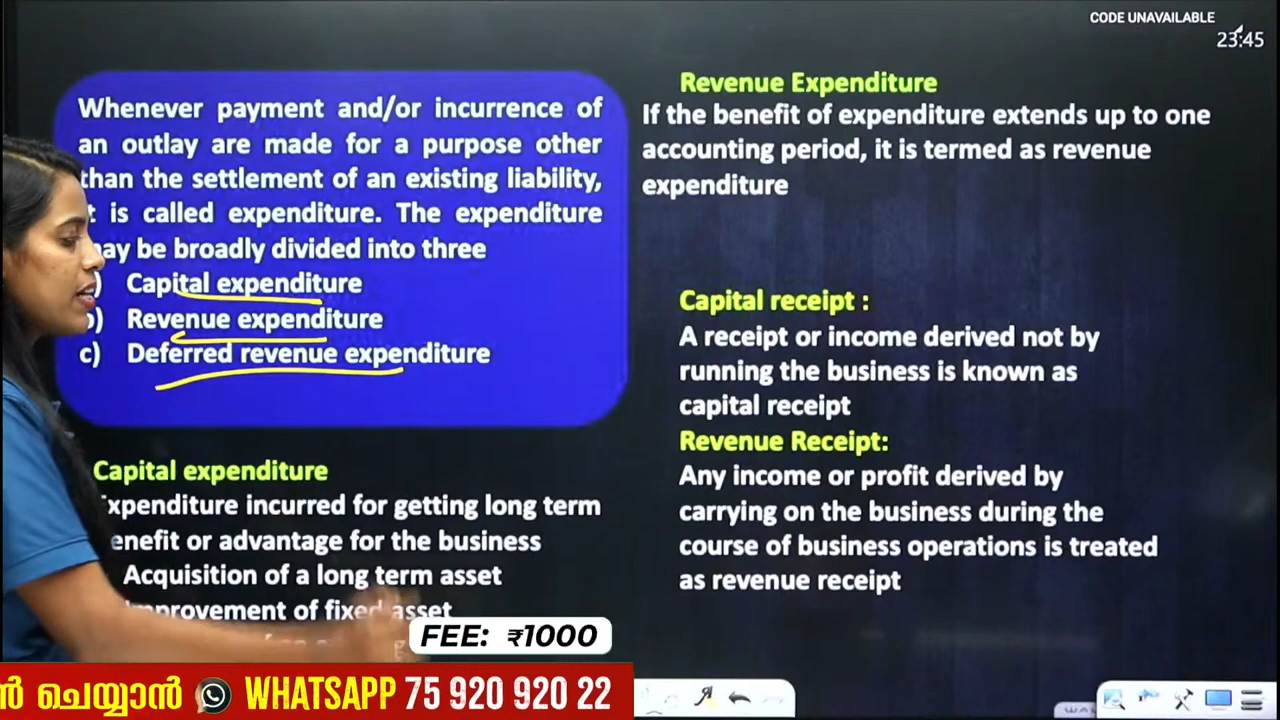 CODE UNAVAILABLE
23:45
Whenever payment and/or incurrence of
an outlay are made for a purpose other
than the settlement of an existing liability,
is called expenditure. The expenditure
may be broadly divided into three
Capital expenditure
Revenue expenditure
c) Deferred revenue expenditure
Capital expenditure
Expenditure incurred for getting long term
enefit or advantage for the business
Acquisition of a long term asset
Improvement of fixed asset
Revenue Expenditure
If the benefit of expenditure extends up to one
accounting period, it is termed as revenue
expenditure
Capital receipt :
A receipt or income derived not by
running the business is known as
capital receipt
Revenue Receipt:
Any income or profit derived by
carrying on the business during the
course of business operations is treated
as revenue receipt
FEE: ₹1000
ൻ ചെയ്യാൻ WHATSAPP 75 920 920 22